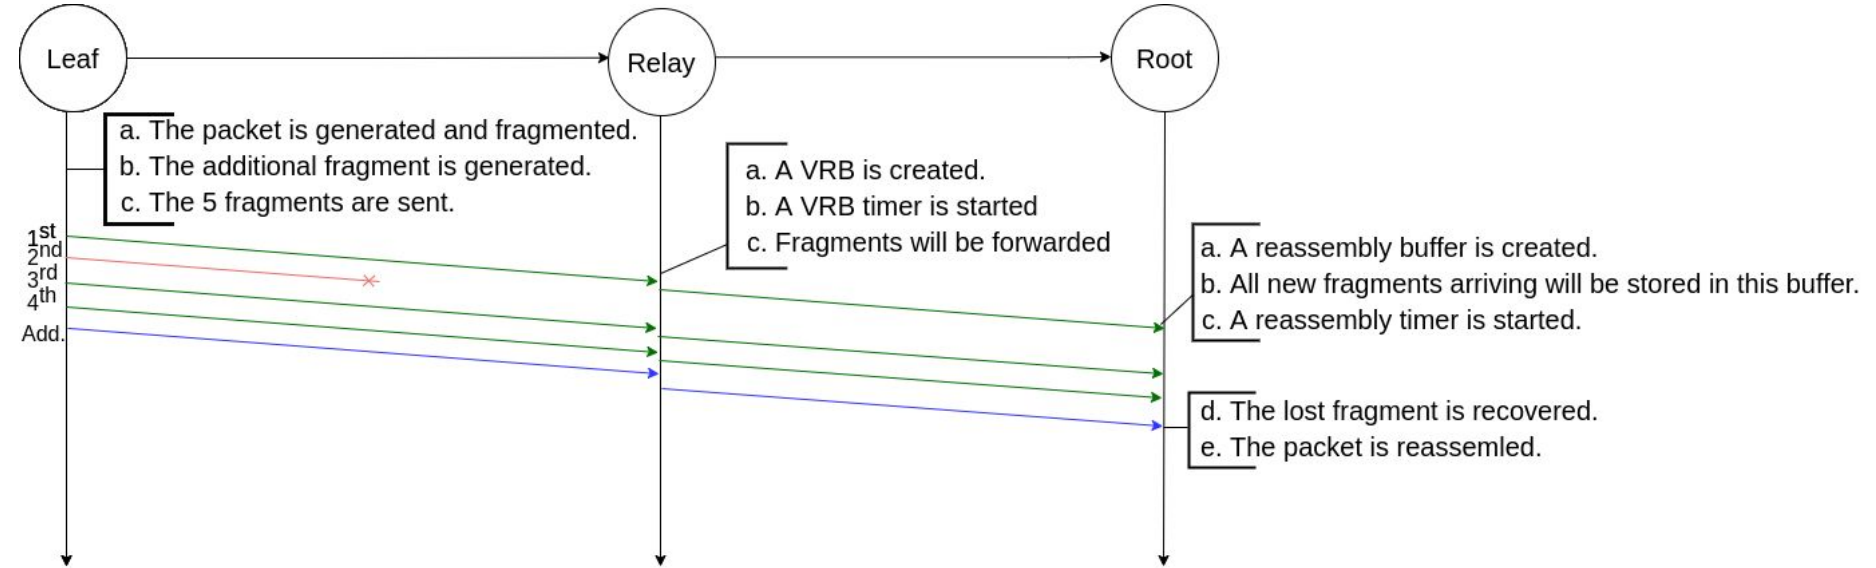 Leaf
Relay
Root
a. The packet is generated and fragmented.
b. The additional fragment is generated.
c. The 5 fragments are sent.
a. A VRB is created.
b. A VRB timer is started
c. Fragments will be forwarded
1st
2nd
3rd
4th
Add.
a. A reassembly buffer is created.
b. All new fragments arriving will be stored in this buffer.
c. A reassembly timer is started.
d. The lost fragment is recovered.
e. The packet is reassemled.